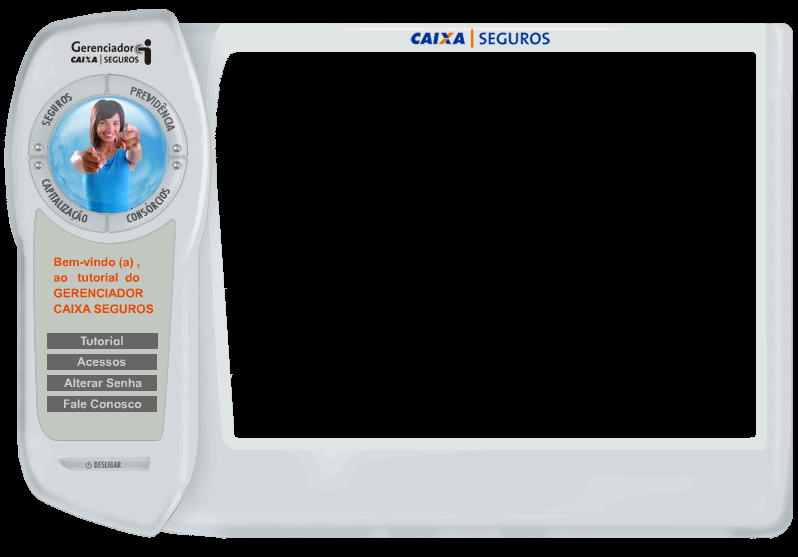 Gerenciador
CAIXA | SEGUROS
CAIXA | SEGUROS
SEGUROS
PREVIDÊNCIA
CAPITALIZAÇÃO
CONSÓRCIOS
Bem-vindo (a) ,
ao tutorial do
GERENCIADOR
CAIXA SEGUROS
Tutorial
Acessos
Alterar Senha
Fale Conosco
DESLIGAR